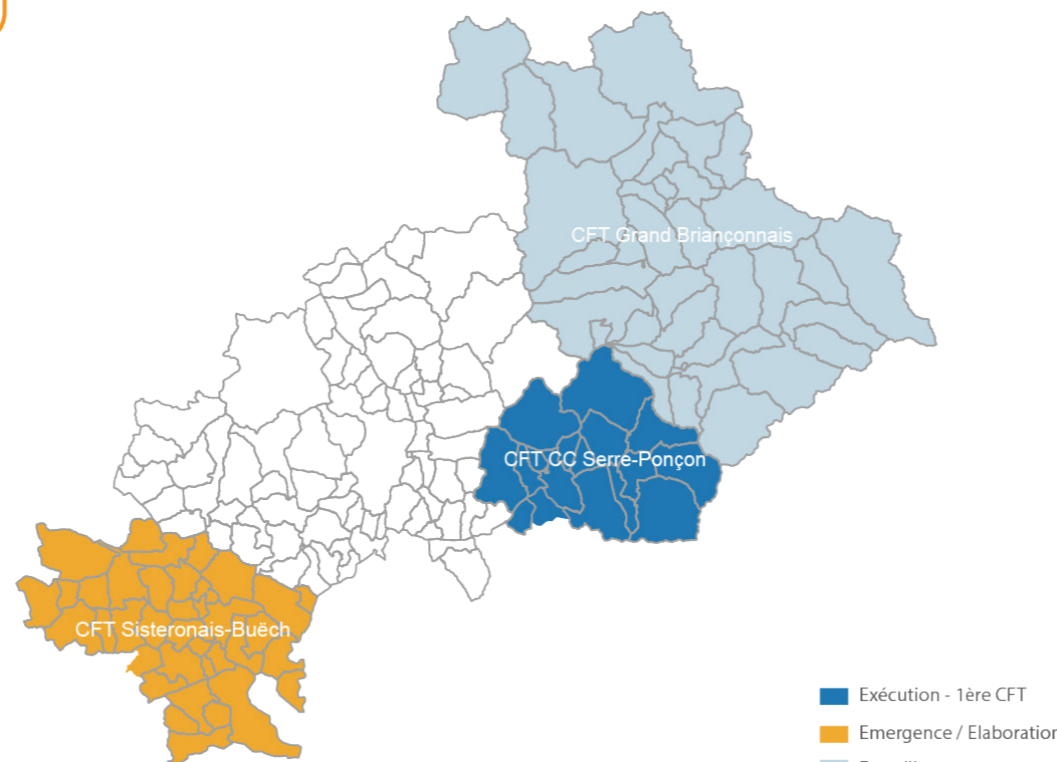 CFT Grand Briançonnais
CFT CC Serre-Ponçon
CFT Sisteronais-Buëch
Exécution - 1ère CFT
Emergence / Elaboration